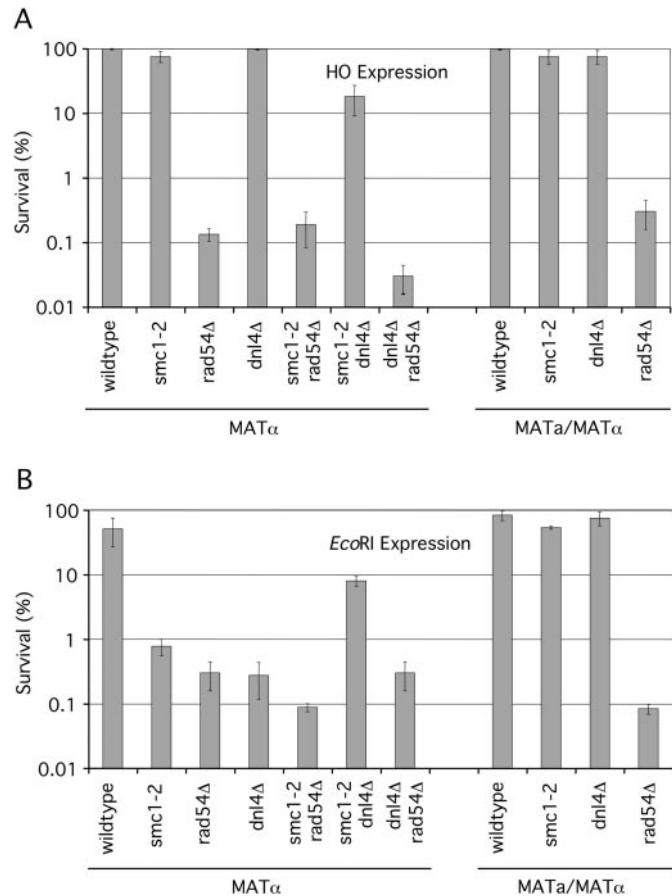 A
100
10
1
0.1
0.01
Survival (%)
HO Expression
wildtype
smc1-2
rad54Δ
dnl4Δ
smc1-2
rad54Δ
smc1-2
dnl4Δ
dnl4Δ
rad54Δ
wildtype
smc1-2
dnl4Δ
rad54Δ
MATα
MATa/MATα
B
100
10
1
0.1
0.01
Survival (%)
EcoRI Expression
wildtype
smc1-2
rad54Δ
dnl4Δ
smc1-2
rad54Δ
smc1-2
dnl4Δ
dnl4Δ
rad54Δ
wildtype
smc1-2
dnl4Δ
rad54Δ
MATα
MATa/MATα